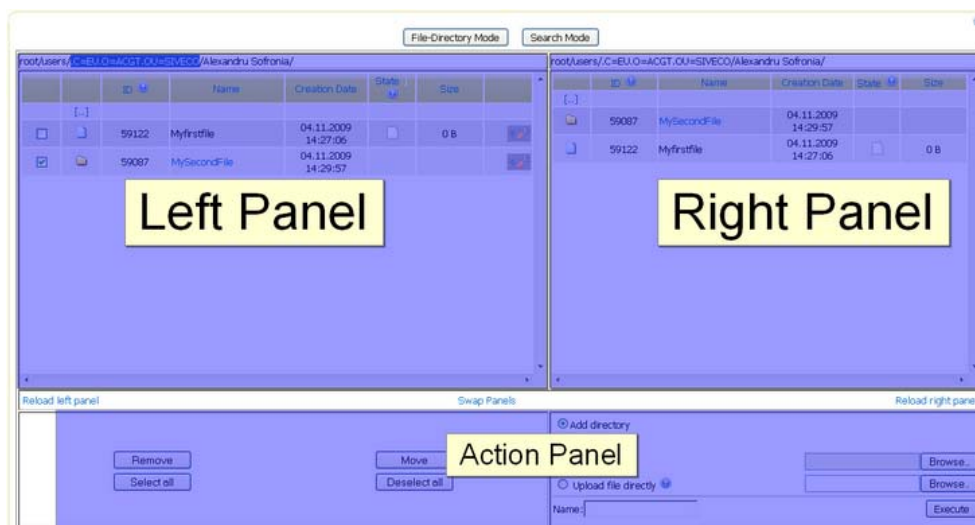 File-Directory Mode Search Mode
root/users/.C=EU.O=ACGT.OU=SIVECO/Alexandru Sofronia/
ID Name Creation Date State Size
[...]
59122 Myfirstfile 04.11.2009 14:27:06 0 B
59087 MySecondFile 04.11.2009 14:29:57
Left Panel
root/users/.C=EU.O=ACGT.OU=SIVECO/Alexandru Sofronia/
ID Name Creation Date State Size
[...]
59087 MySecondFile 04.11.2009 14:29:57
59122 Myfirstfile 04.11.2009 14:27:06 0 B
Right Panel
Reload left panel Swap Panels Reload right pane
Remove Move
Select all Deselect all
Action Panel
Add directory
Browse..
Upload file directly Browse..
Name: Execute